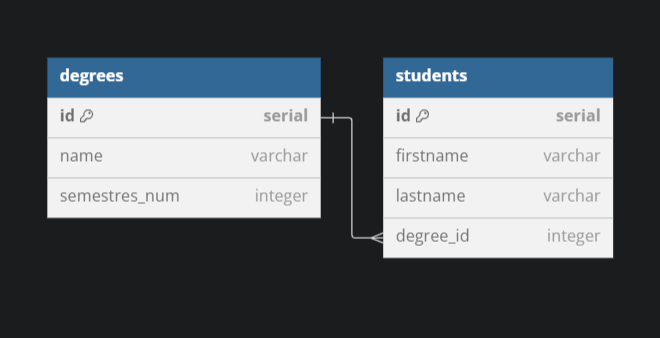 degrees
id serial
name varchar
semestres_num integer
students
id serial
firstname varchar
lastname varchar
degree_id integer